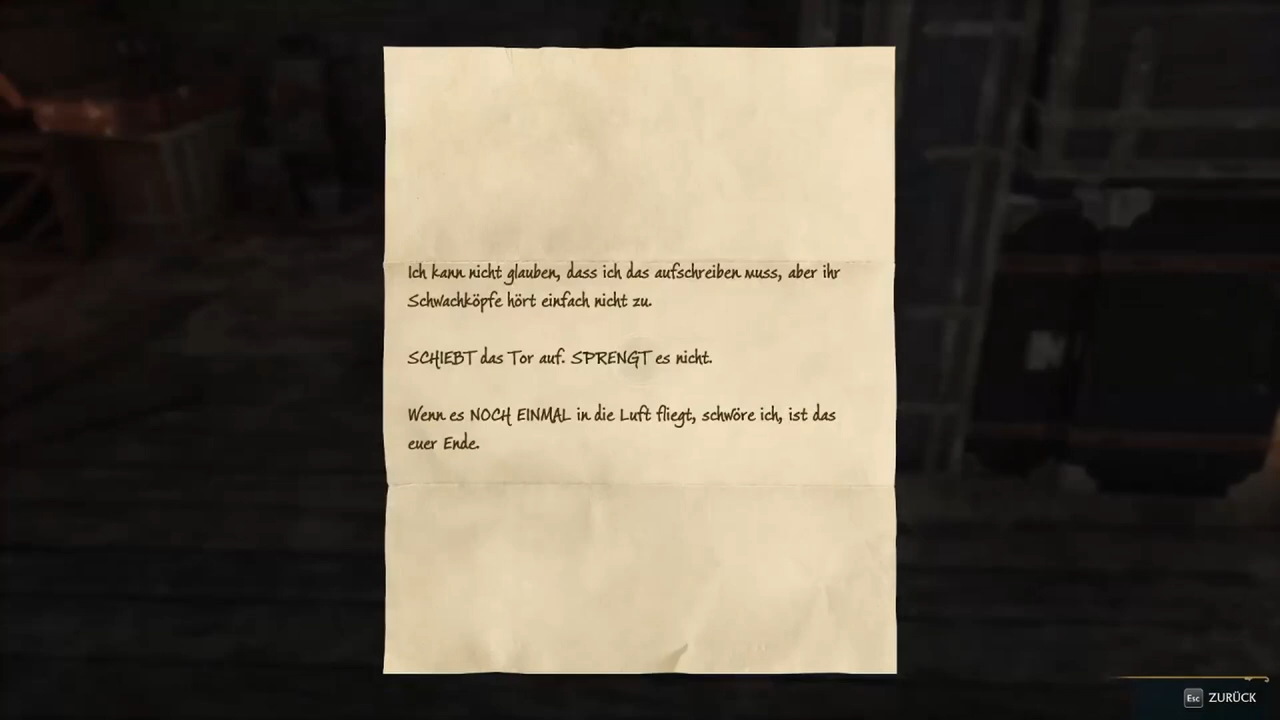 Ich kann nicht glauben, dass ich das aufschreiben muss, aber ihr
Schwachköpfe hört einfach nicht zu.
SCHIEBT das Tor auf. SPRENGT es nicht.
Wenn es NOCH EINMAL in die Luft fliegt, schwöre ich, ist das
euer Ende.
Esc ZURÜCK